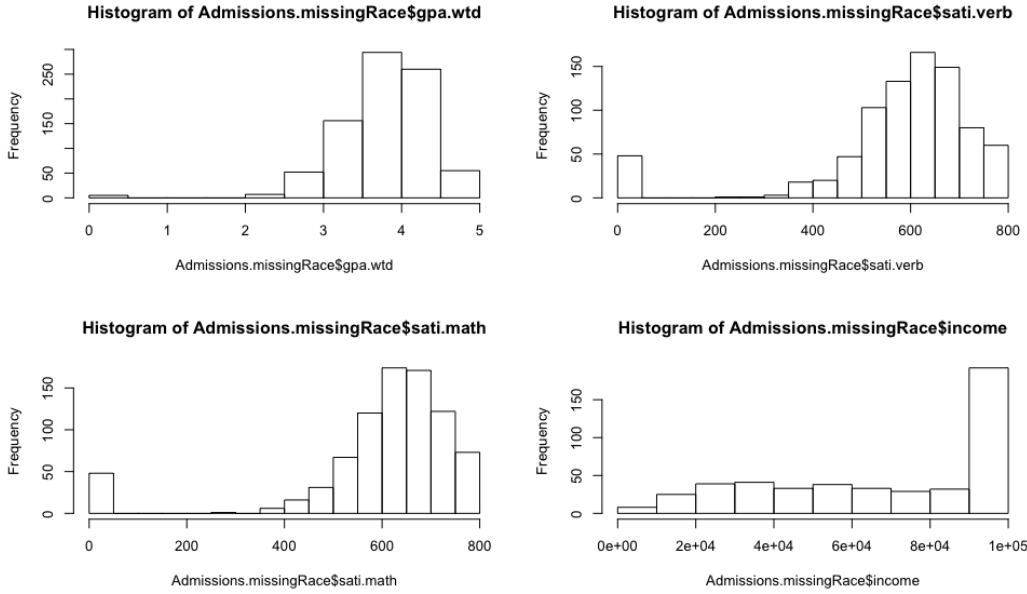 Histogram of Admissions.missingRace$gpa.wtd
Frequency
0 50 150 250
0 1 2 3 4 5
Admissions.missingRace$gpa.wtd
Histogram of Admissions.missingRace$sati.verb
Frequency
0 50 100 150
0 200 400 600 800
Admissions.missingRace$sati.verb
Histogram of Admissions.missingRace$sati.math
Frequency
0 50 100 150
0 200 400 600 800
Admissions.missingRace$sati.math
Histogram of Admissions.missingRace$income
Frequency
0 50 100 150
0e+00 2e+04 4e+04 6e+04 8e+04 1e+05
Admissions.missingRace$income